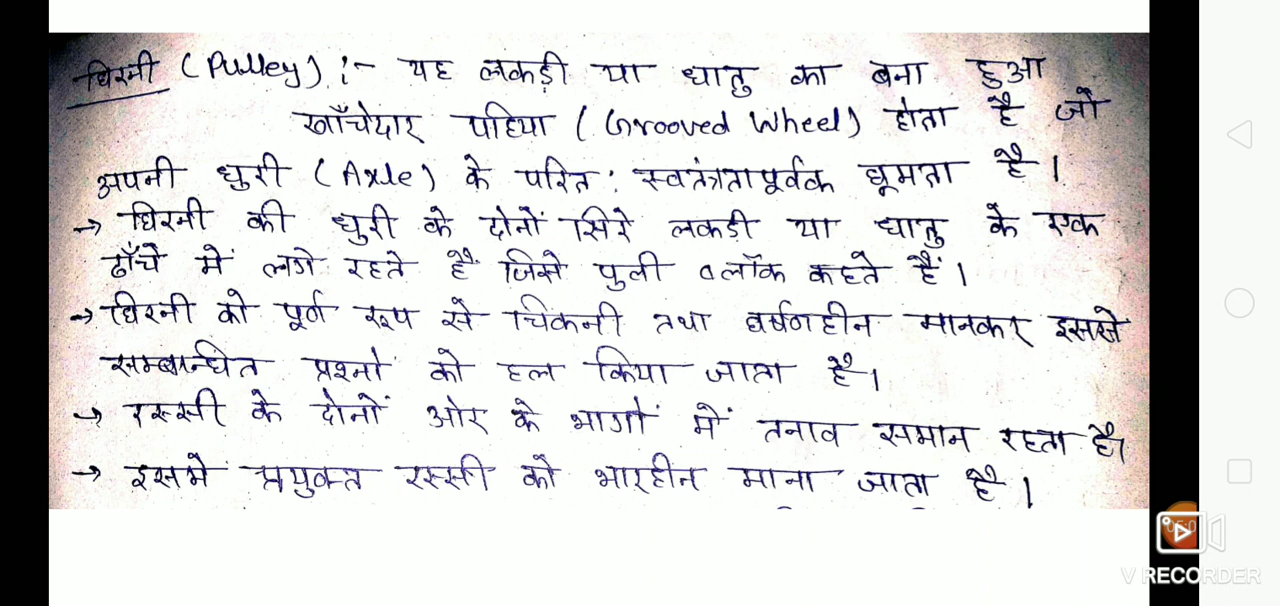 घिरनी (Pulley) :- यह लकड़ी या धातु का बना हुआ
खाँचेदार पहिया (Grooved Wheel) होता है जो
अपनी धुरी (Axle) के परितः स्वतंत्रतापूर्वक घूमता है।
→ घिरनी की धुरी के दोनों सिरे लकड़ी या धातु के एक
ढाँचे में लगे रहते है जिसे पुली ब्लॉक कहते हैं।
→ घिरनी को पूर्ण रूप से चिकनी तथा घर्षणहीन मानकर इससे
सम्बन्धित प्रश्नों को हल किया जाता है।
→ रस्सी के दोनों ओर के भागों में तनाव समान रहता है।
→ इसमें प्रयुक्त रस्सी को भारहीन माना जाता है।
V RECORDER